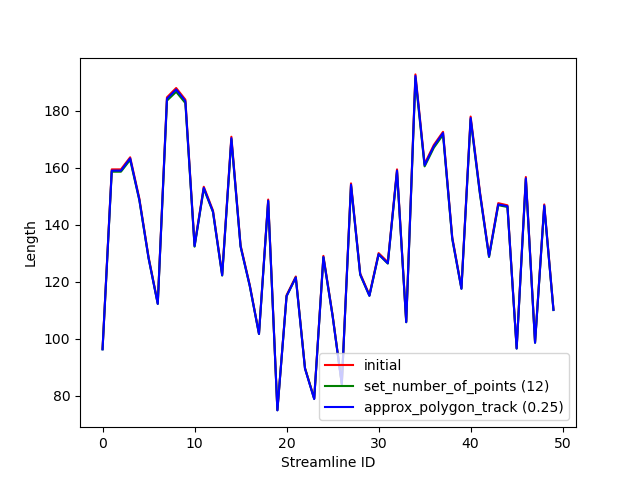 180
160
140
120
100
80
Length
initial
set_number_of_points (12)
approx_polygon_track (0.25)
0
10
20
30
40
50
Streamline ID